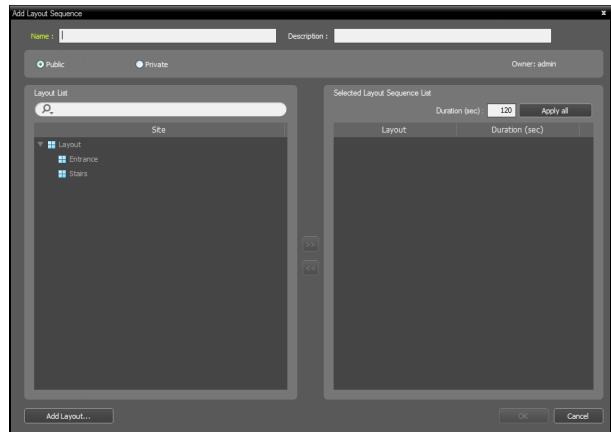 Add Layout Sequence x
Name : Description :
Public Private Owner: admin
Layout List Selected Layout Sequence List
Duration (sec) : 120 Apply all
Site Layout Duration (sec)
Layout
Entrance
Stairs
>>
<<
Add Layout... OK Cancel